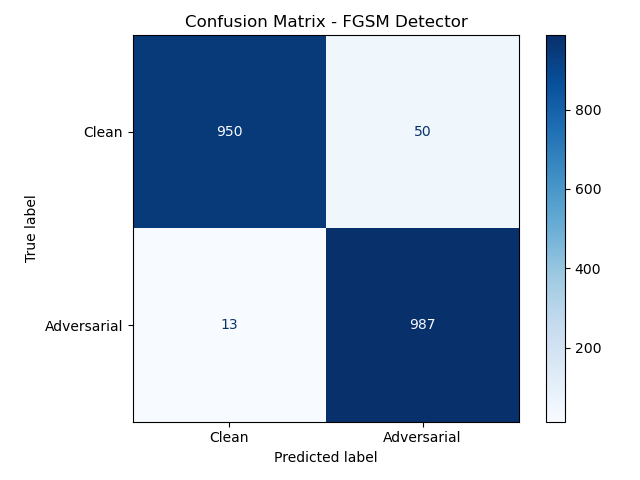 Confusion Matrix - FGSM Detector
True label
Clean
950
50
Adversarial
13
987
Clean
Adversarial
Predicted label
800
600
400
200